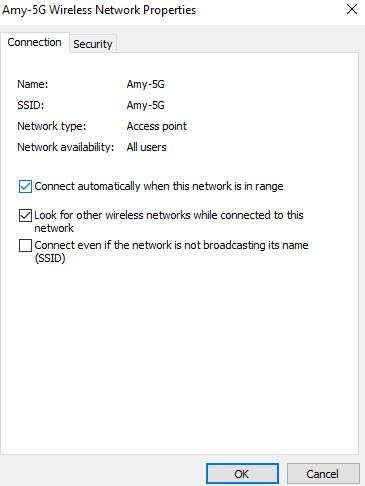 Amy-5G Wireless Network Properties
Connection Security
Name: Amy-5G
SSID: Amy-5G
Network type: Access point
Network availability: All users
Connect automatically when this network is in range
Look for other wireless networks while connected to this
network
Connect even if the network is not broadcasting its name
(SSID)
OK Cancel